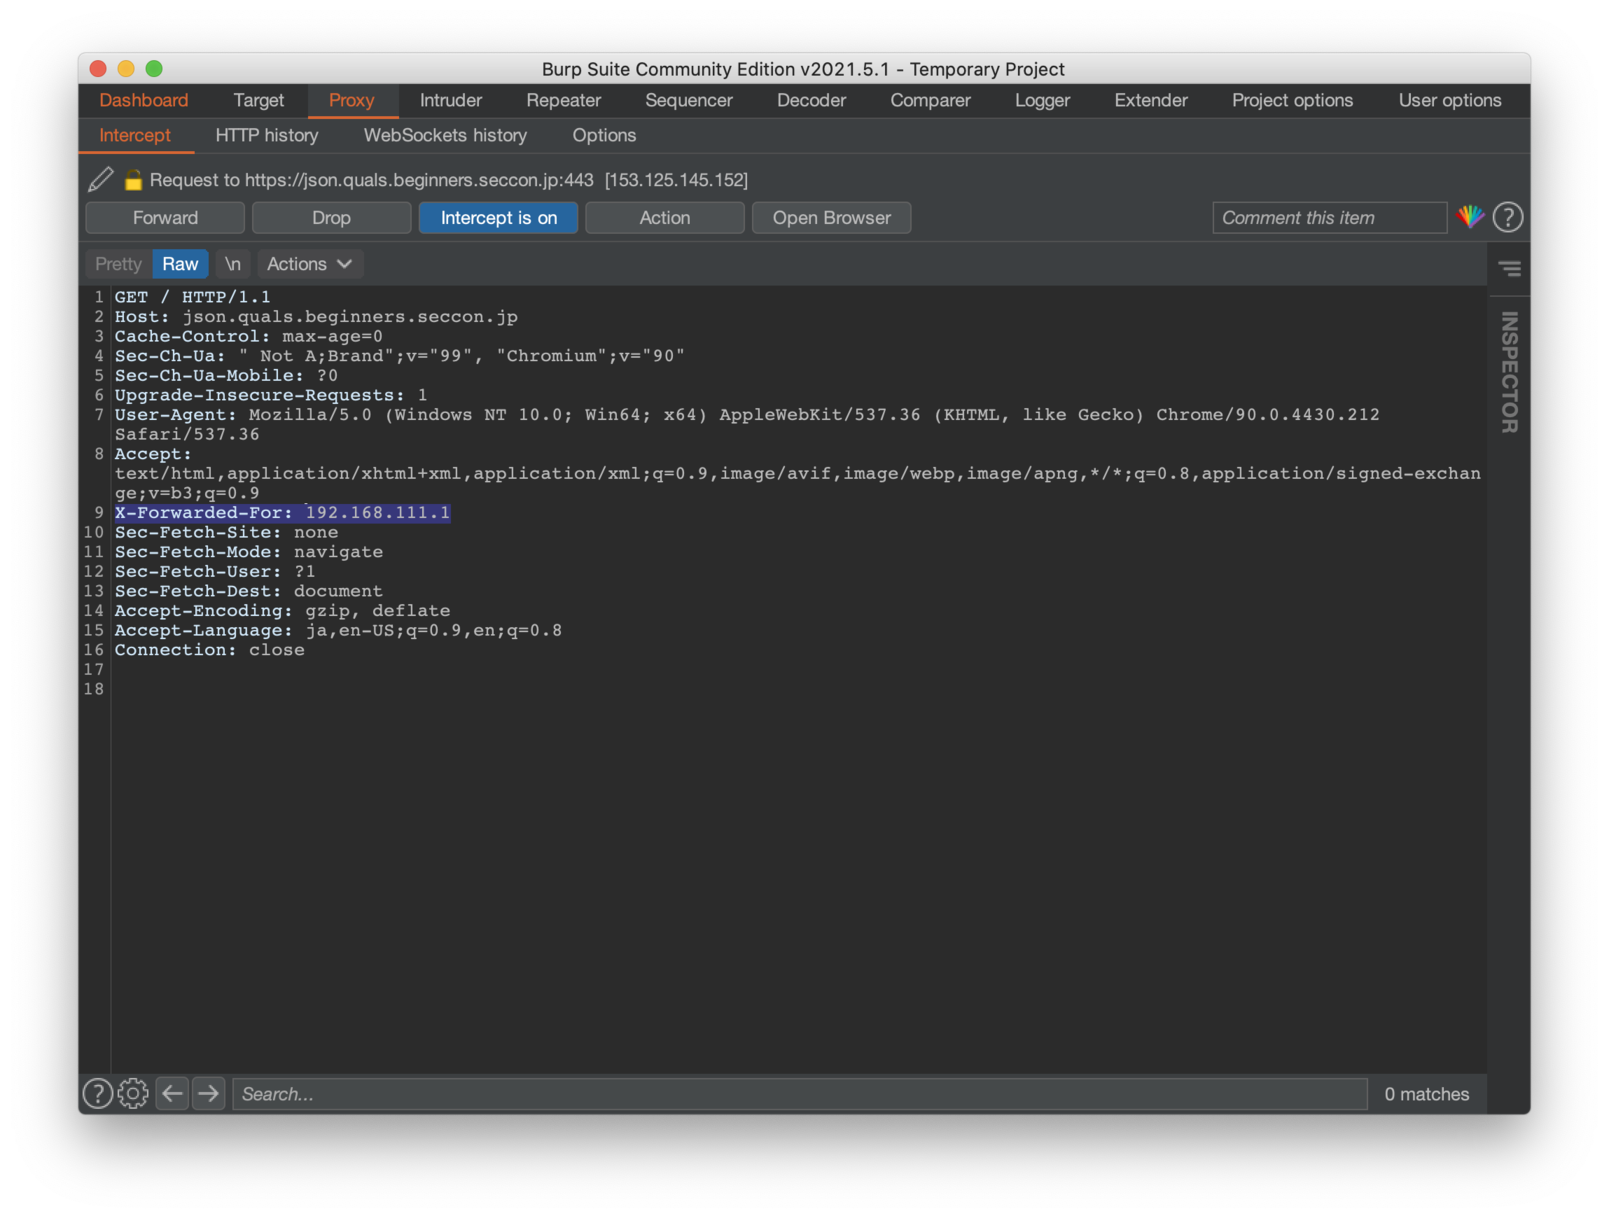 Burp Suite Community Edition v2021.5.1 - Temporary Project
Dashboard Target Proxy Intruder Repeater Sequencer Decoder Comparer Logger Extender Project options User options
Intercept HTTP history WebSockets history Options
Request to https://json.quals.beginners.seccon.jp:443 [153.125.145.152]
Forward Drop Intercept is on Action Open Browser Comment this item ?
Pretty Raw \n Actions
INSPECTOR
1 GET / HTTP/1.1
2 Host: json.quals.beginners.seccon.jp
3 Cache-Control: max-age=0
4 Sec-Ch-Ua: " Not A;Brand";v="99", "Chromium";v="90"
5 Sec-Ch-Ua-Mobile: ?0
6 Upgrade-Insecure-Requests: 1
7 User-Agent: Mozilla/5.0 (Windows NT 10.0; Win64; x64) AppleWebKit/537.36 (KHTML, like Gecko) Chrome/90.0.4430.212
Safari/537.36
8 Accept:
text/html,application/xhtml+xml,application/xml;q=0.9,image/avif,image/webp,image/apng,*/*;q=0.8,application/signed-exchan
ge;v=b3;q=0.9
9 X-Forwarded-For: 192.168.111.1
10 Sec-Fetch-Site: none
11 Sec-Fetch-Mode: navigate
12 Sec-Fetch-User: ?1
13 Sec-Fetch-Dest: document
14 Accept-Encoding: gzip, deflate
15 Accept-Language: ja,en-US;q=0.9,en;q=0.8
16 Connection: close
17
18
? Search... 0 matches